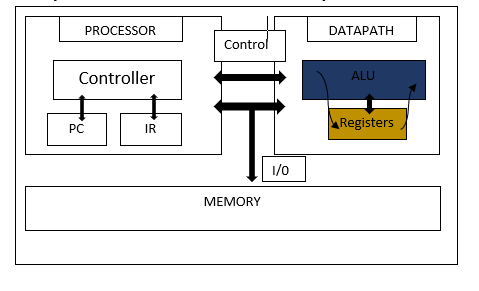 PROCESSOR
DATAPATH
Control
Controller
ALU
PC
IR
Registers
I/0
MEMORY